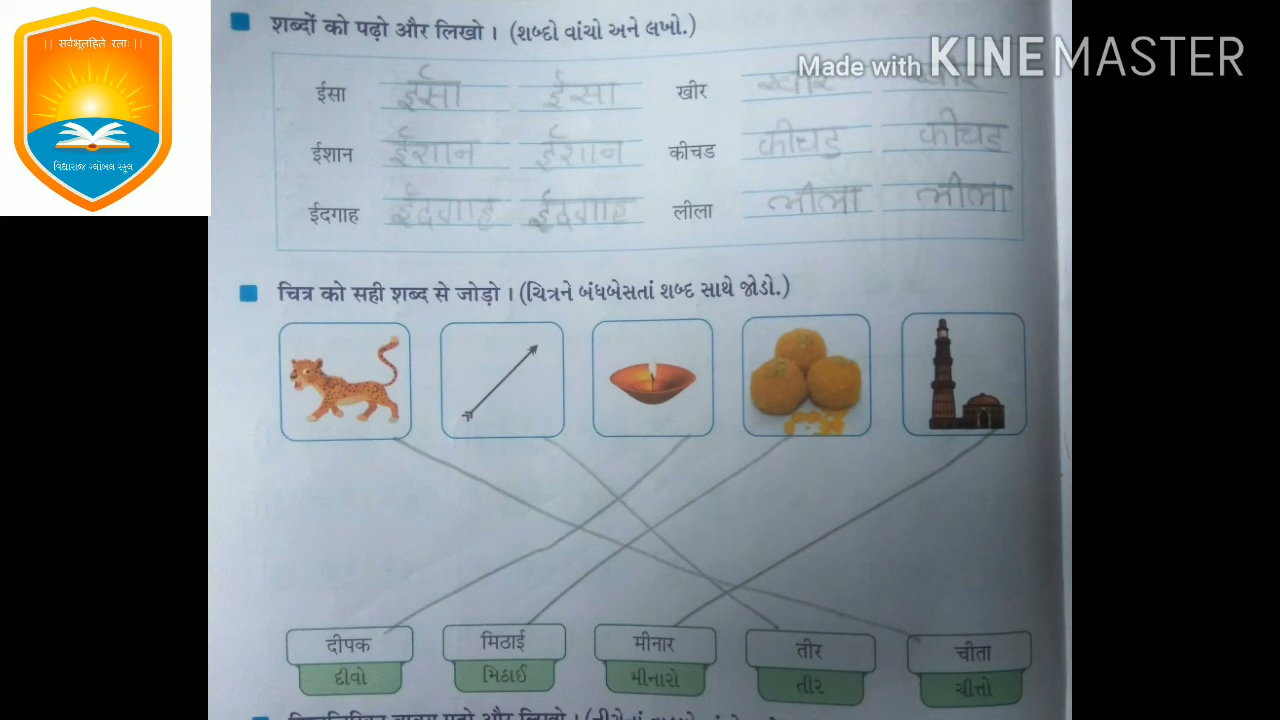 || सर्वभूतहिते रताः ||
વિદ્યારાજ ગ્લોબલ સ્કૂલ
Made with KINEMASTER
शब्दों को पढ़ो और लिखो । (શબ્દો વાંચો અને લખો.)
ईसा ईसा ईसा खीर खीर खीर
ईशान ईशान ईशान कीचड कीचड कीचड
ईदगाह ईदगाह ईदगाह लीला लीला लीला
चित्र को सही शब्द से जोड़ो । (ચિત્રને બંધબેસતાં શબ્દ સાથે જોડો.)
दीपक मिठाई मीनार तीर चीता
દીવો મિઠાઈ મીનારો તીર ચીત્તો